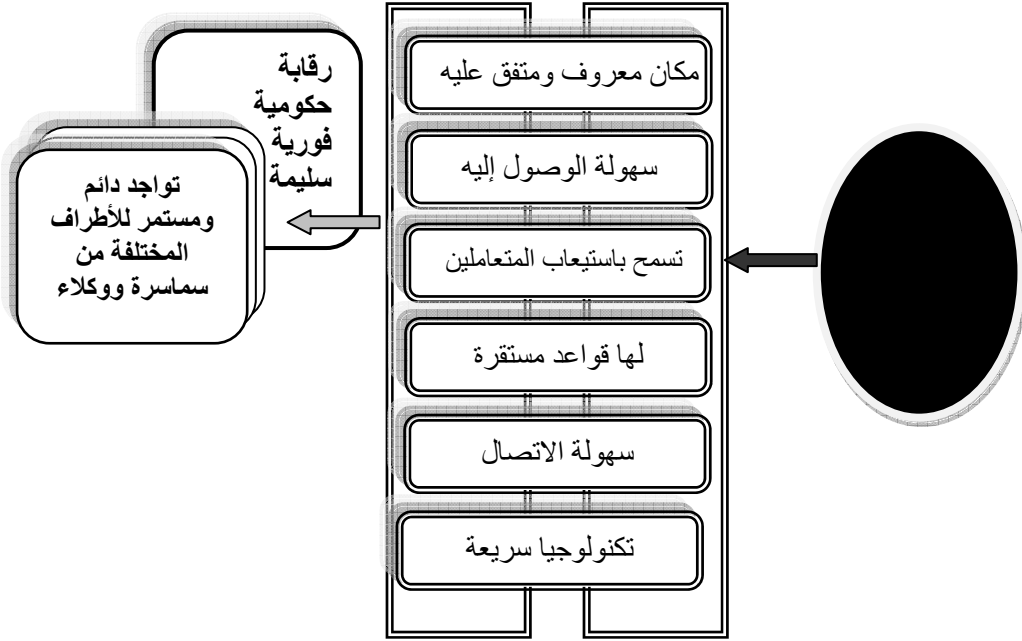 مكان معروف ومتفق عليه
سهولة الوصول إليه
تسمح باستيعاب المتعاملين
لها قواعد مستقرة
سهولة الاتصال
تكنولوجيا سريعة
رقابة
حكومية
فورية
سليمة
تواجد دائم
ومستمر للأطراف
المختلفة من
سماسرة ووكلاء